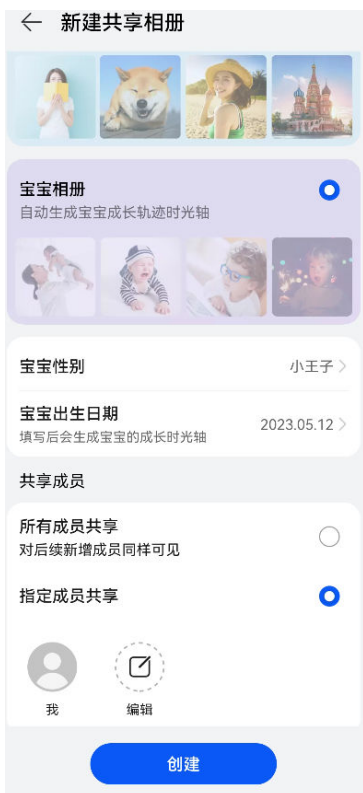 新建共享相册
宝宝相册
自动生成宝宝成长轨迹时光轴
宝宝性别
小王子
宝宝出生日期
填写后会生成宝宝的成长时光轴
2023.05.12
共享成员
所有成员共享
对后续新增成员同样可见
指定成员共享
我
编辑
创建